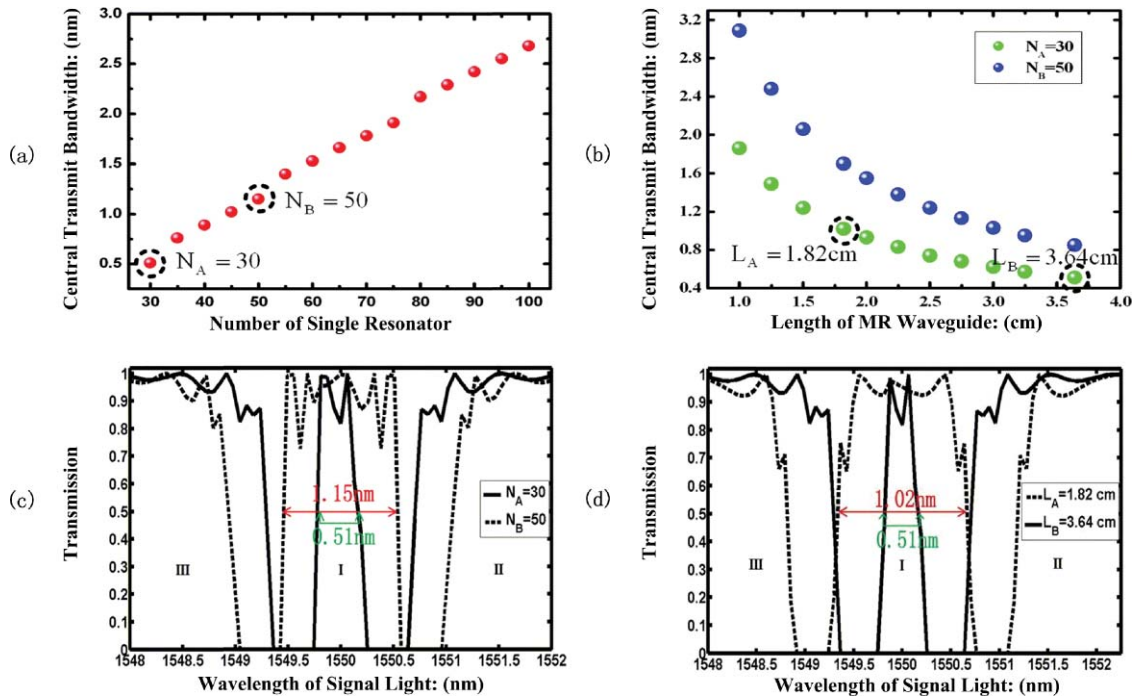 (a)
Central Transmit Bandwidth: (nm)
3.0
2.5
2.0
1.5
1.0
0.5
N_B = 50
N_A = 30
30 40 50 60 70 80 90 100
Number of Single Resonator
(b)
Central Transmit Bandwidth: (nm)
3.2
2.8
2.4
2.0
1.6
1.2
0.8
0.4
N_A=30
N_B=50
L_A = 1.82cm
L_B = 3.64cm
1.0 1.5 2.0 2.5 3.0 3.5 4.0
Length of MR Waveguide: (cm)
(c)
Transmission
1
0.9
0.8
0.7
0.6
0.5
0.4
0.3
0.2
0.1
0
N_A=30
N_B=50
1.15nm
0.51nm
III
I
II
1548 1548.5 1549 1549.5 1550 1550.5 1551 1551.5 1552
Wavelength of Signal Light: (nm)
(d)
Transmission
1
0.9
0.8
0.7
0.6
0.5
0.4
0.3
0.2
0.1
0
L_A=1.82 cm
L_B=3.64 cm
1.02nm
0.51nm
III
I
II
1548 1548.5 1549 1549.5 1550 1550.5 1551 1551.5 1552
Wavelength of Signal Light: (nm)